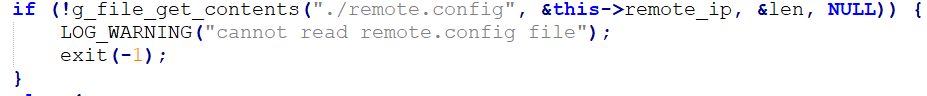 if (!g_file_get_contents("./remote.config", &this->remote_ip, &len, NULL)) {
    LOG_WARNING("cannot read remote.config file");
    exit(-1);
}